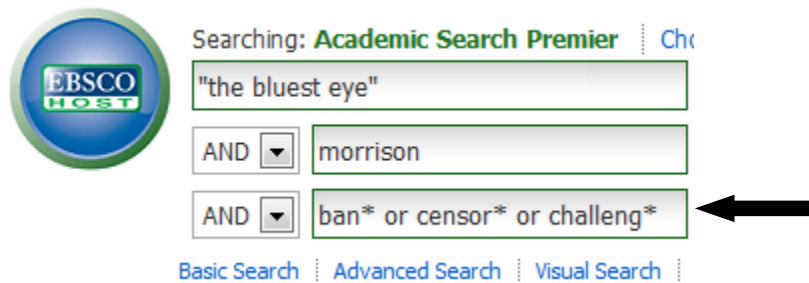 EBSCO
HOST
Searching: Academic Search Premier
"the bluest eye"
AND morrison
AND ban* or censor* or challeng*
Basic Search Advanced Search Visual Search